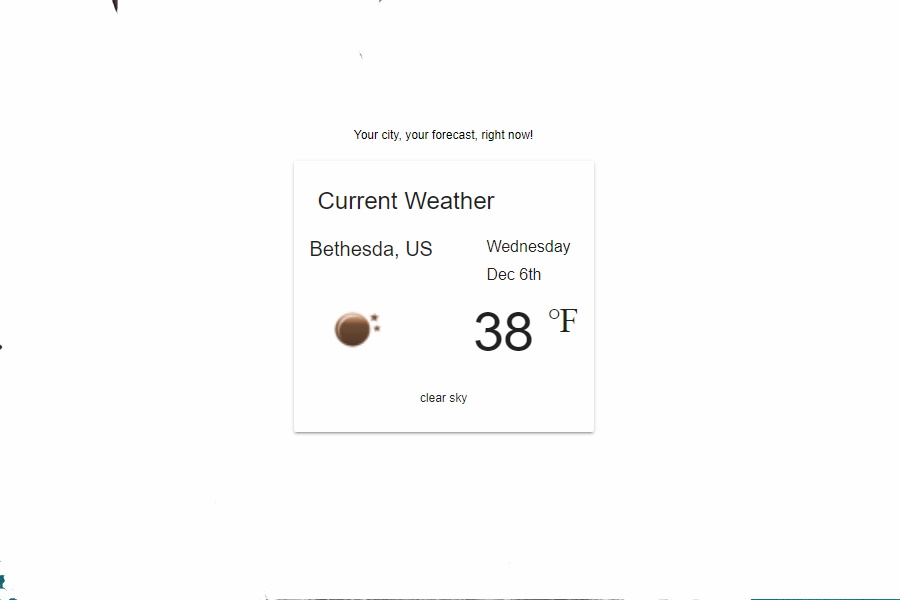 Your city, your forecast, right now!
Current Weather
Bethesda, US
Wednesday
Dec 6th
38 °F
clear sky